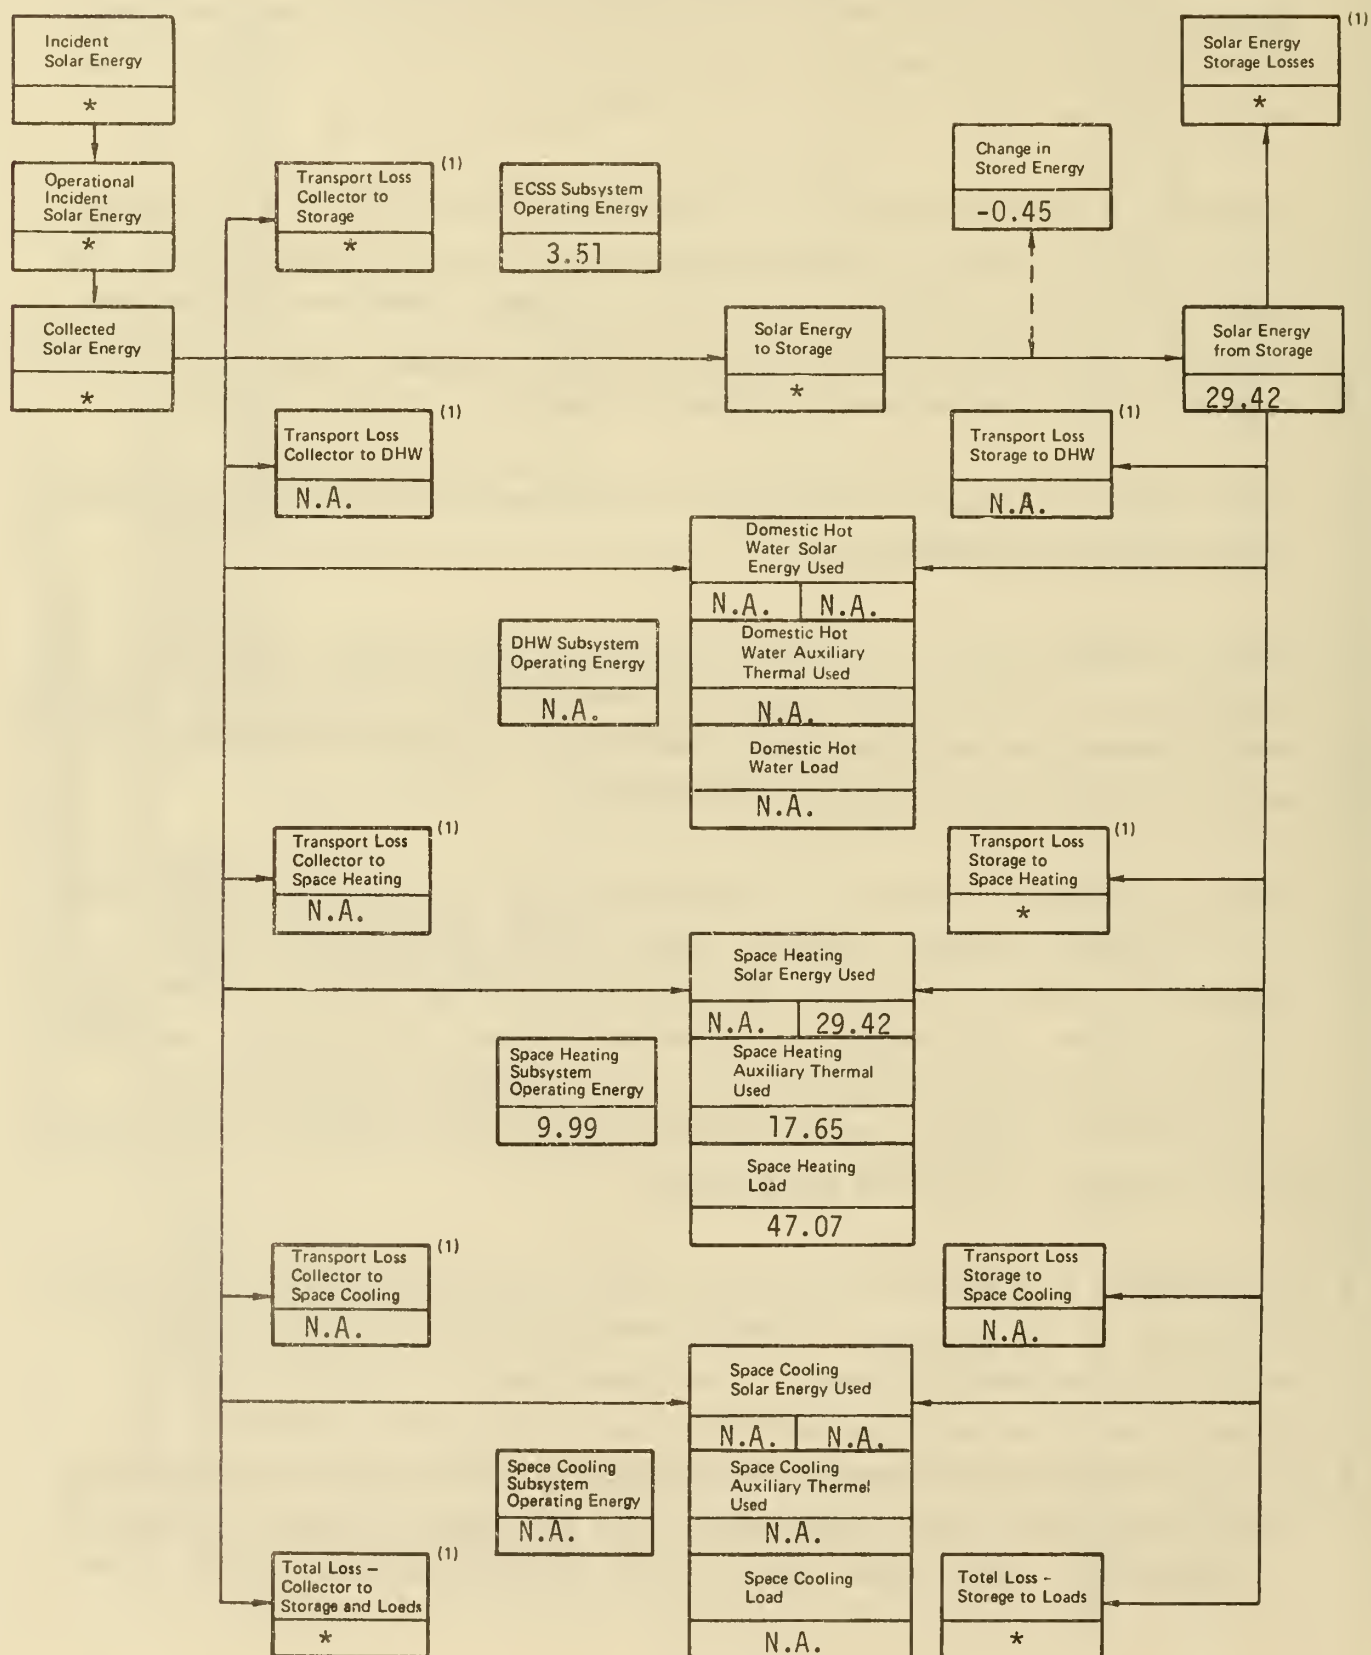 Incident
Solar Energy
*
(1)
Solar Energy
Storage Losses
*
Operational
Incident
Solar Energy
*
(1)
Transport Loss
Collector to
Storage
*
ECSS Subsystem
Operating Energy
3.51
Change in
Stored Energy
-0.45
Collected
Solar Energy
*
Solar Energy
to Storage
*
Solar Energy
from Storage
29.42
(1)
Transport Loss
Collector to DHW
N.A.
(1)
Transport Loss
Storage to DHW
N.A.
Domestic Hot
Water Solar
Energy Used
N.A. N.A.
DHW Subsystem
Operating Energy
N.A.
Domestic Hot
Water Auxiliary
Thermal Used
N.A.
Domestic Hot
Water Load
N.A.
(1)
Transport Loss
Collector to
Space Heating
N.A.
(1)
Transport Loss
Storage to
Space Heating
*
Space Heating
Solar Energy Used
N.A. 29.42
Space Heating
Subsystem
Operating Energy
9.99
Space Heating
Auxiliary Thermal
Used
17.65
Space Heating
Load
47.07
(1)
Transport Loss
Collector to
Space Cooling
N.A.
Transport Loss
Storage to
Space Cooling
N.A.
Space Cooling
Solar Energy Used
N.A. N.A.
Space Cooling
Subsystem
Operating Energy
N.A.
Space Cooling
Auxiliary Thermal
Used
N.A.
(1)
Total Loss –
Collector to
Storage and Loads
*
Space Cooling
Load
N.A.
Total Loss -
Storage to Loads
*